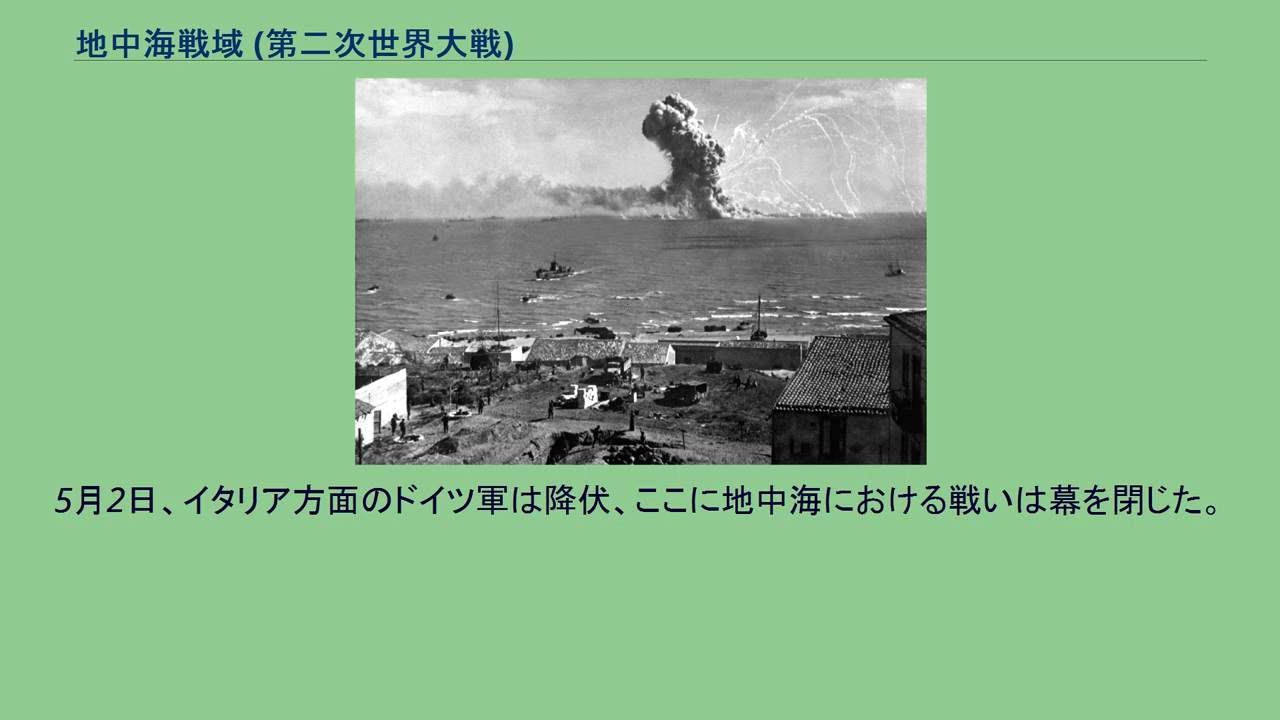 地中海戦域 (第二次世界大戦)
5月2日、イタリア方面のドイツ軍は降伏、ここに地中海における戦いは幕を閉じた。